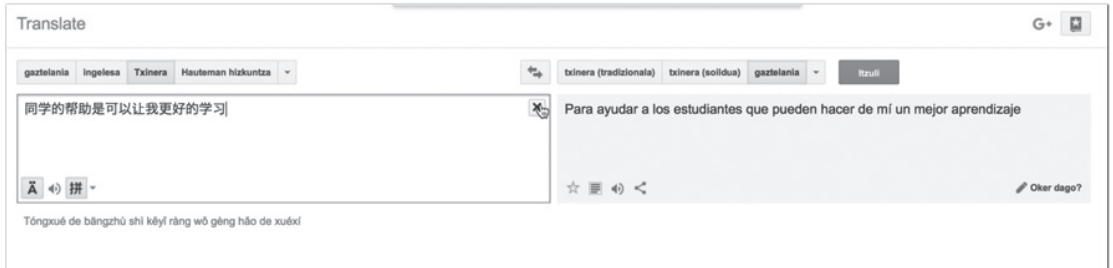 Translate
G+
gaztelania Ingelesa Txinera Hauteman hizkuntza
txinera (tradizionala) txinera (soildua) gaztelania Itzuli
同学的帮助是可以让我更好的学习
Para ayudar a los estudiantes que pueden hacer de mí un mejor aprendizaje
Ä 拼
Oker dago?
Tóngxué de bāngzhù shì kěyǐ ràng wǒ gèng hǎo de xuéxí